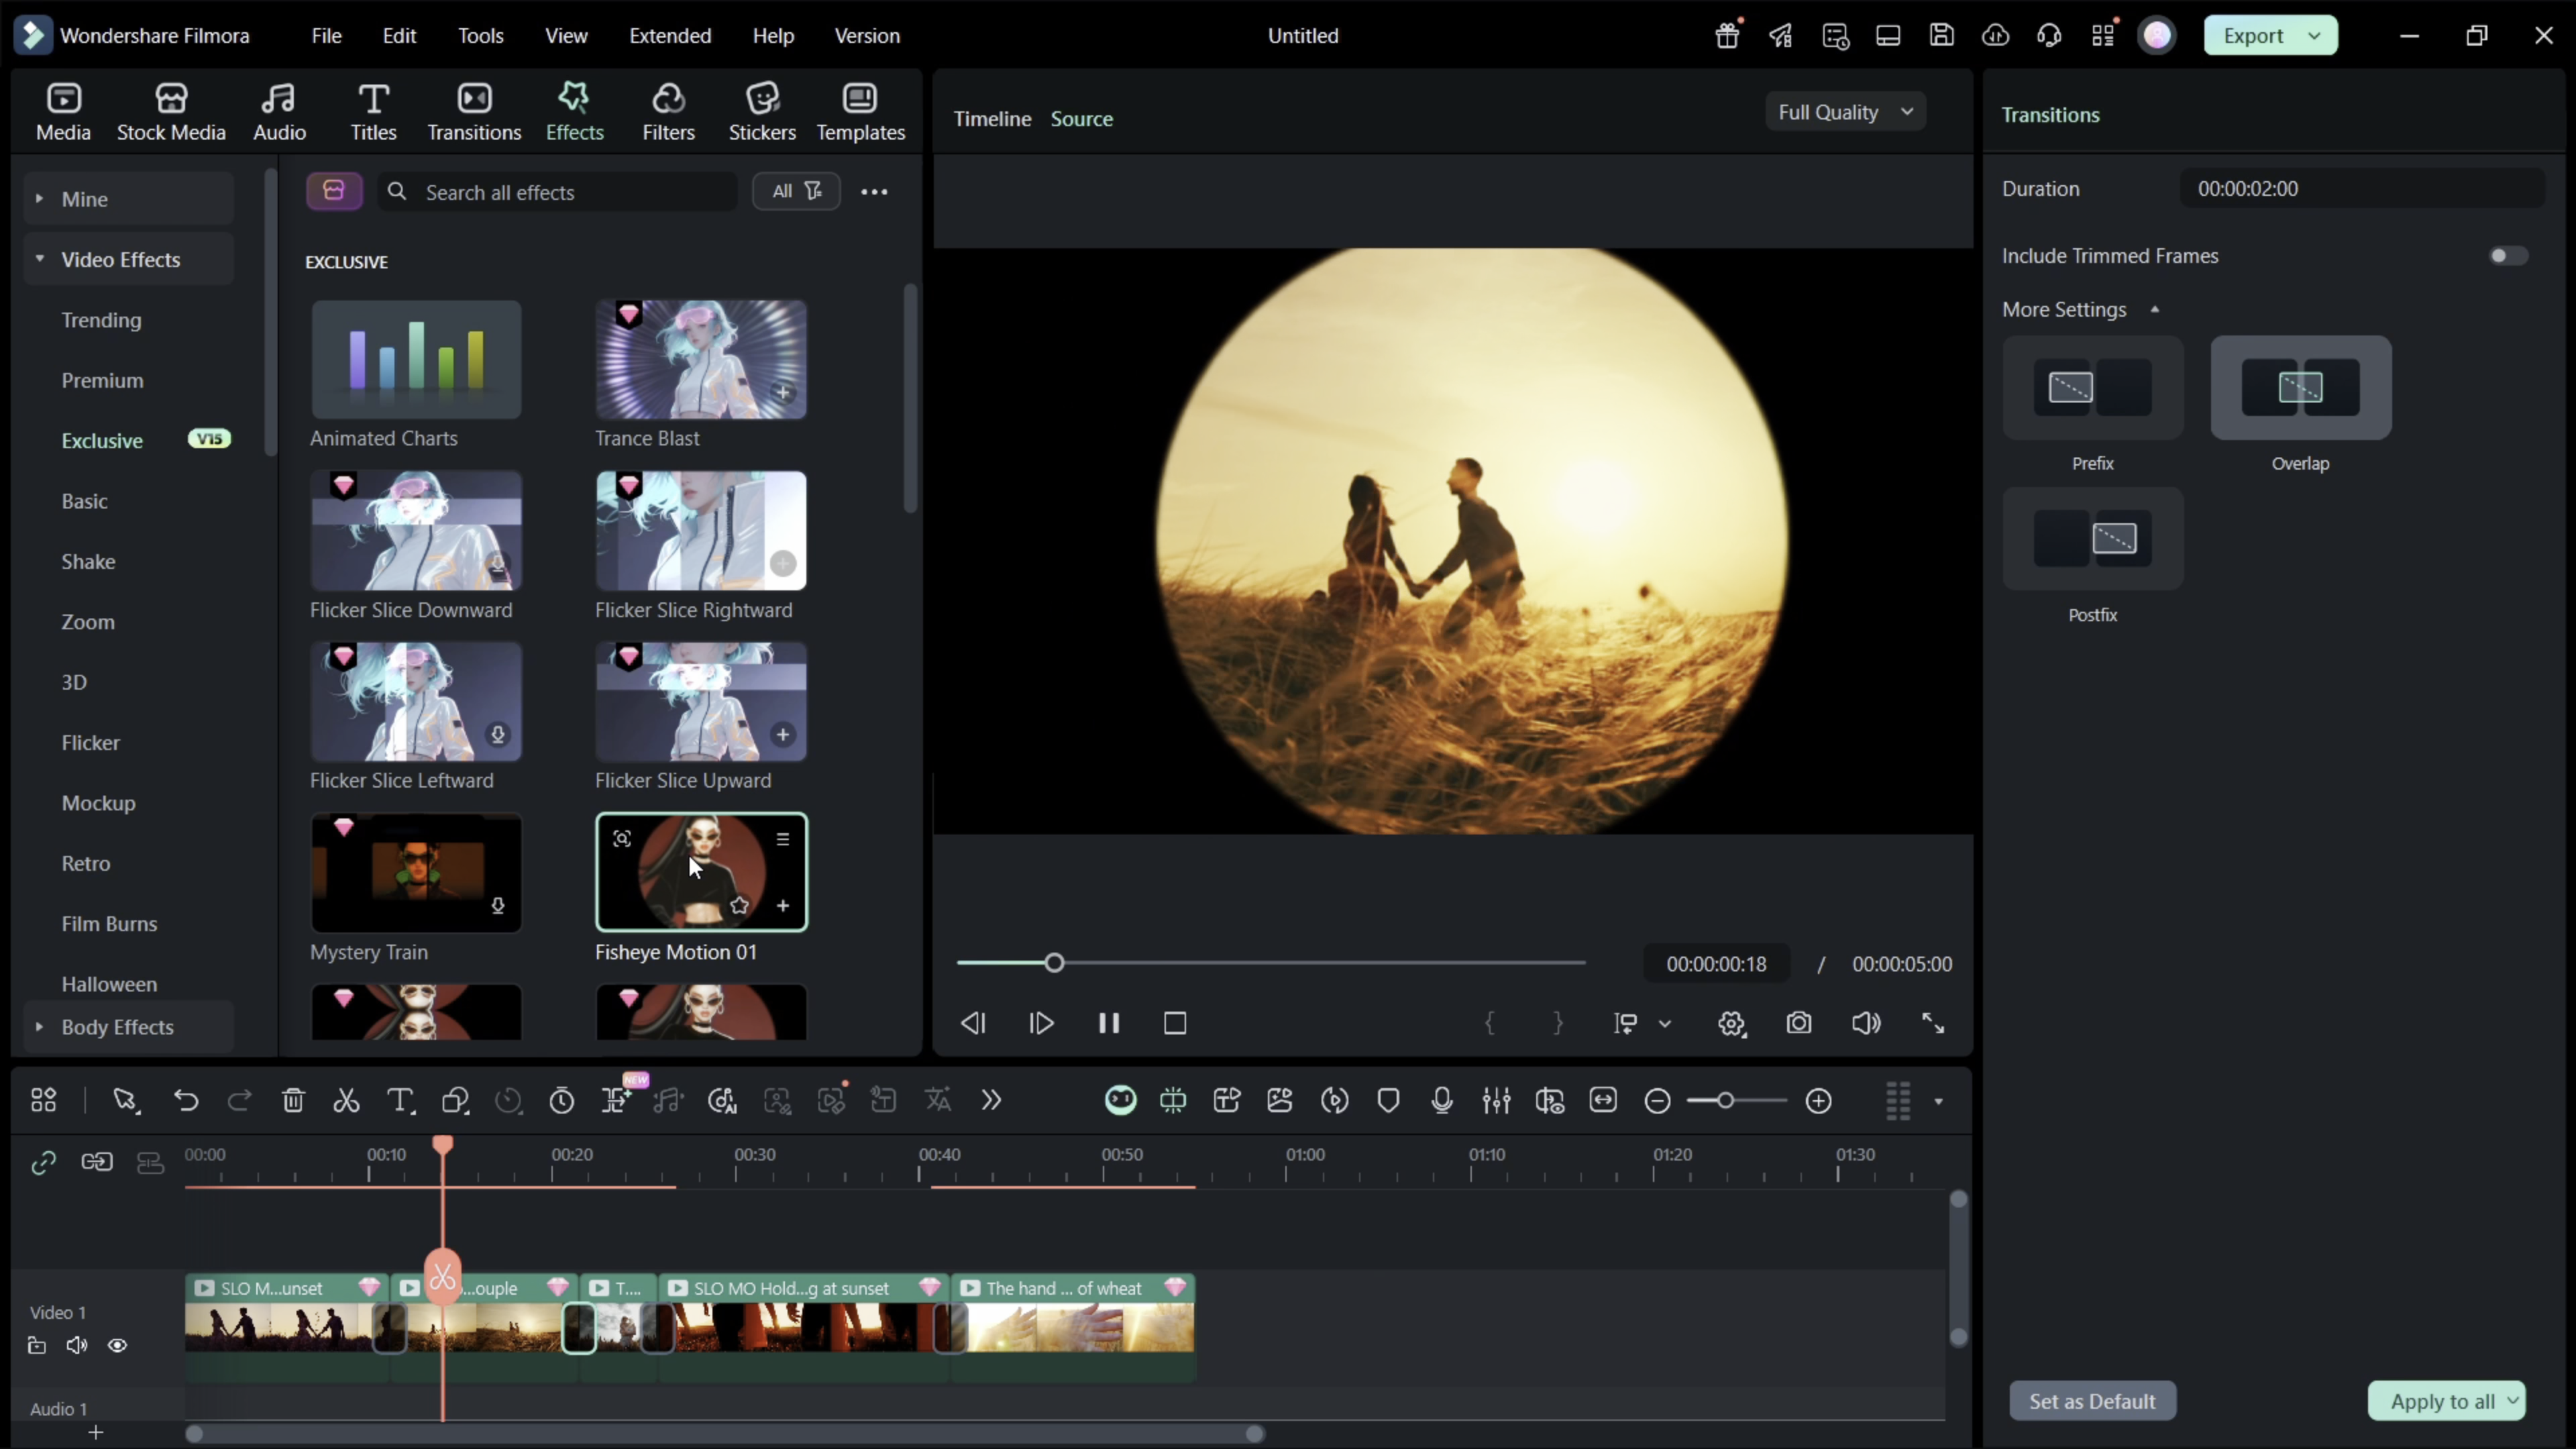 Wondershare Filmora File Edit Tools View Extended Help Version Untitled Export
Media Stock Media Audio Titles Transitions Effects Filters Stickers Templates
Mine
Video Effects
Trending
Premium
Exclusive V15
Basic
Shake
Zoom
3D
Flicker
Mockup
Retro
Film Burns
Halloween
Body Effects
Search all effects All
EXCLUSIVE
Animated Charts Trance Blast
Flicker Slice Downward Flicker Slice Rightward
Flicker Slice Leftward Flicker Slice Upward
Mystery Train Fisheye Motion 01
Timeline Source Full Quality
00:00:00:18 / 00:00:05:00
Transitions
Duration 00:00:02:00
Include Trimmed Frames
More Settings
Prefix Overlap
Postfix
Set as Default Apply to all
NEW
00:00 00:10 00:20 00:30 00:40 00:50 01:00 01:10 01:20 01:30
SLO M...unset ...ouple T.... SLO MO Hold...g at sunset The hand ... of wheat
Video 1
Audio 1